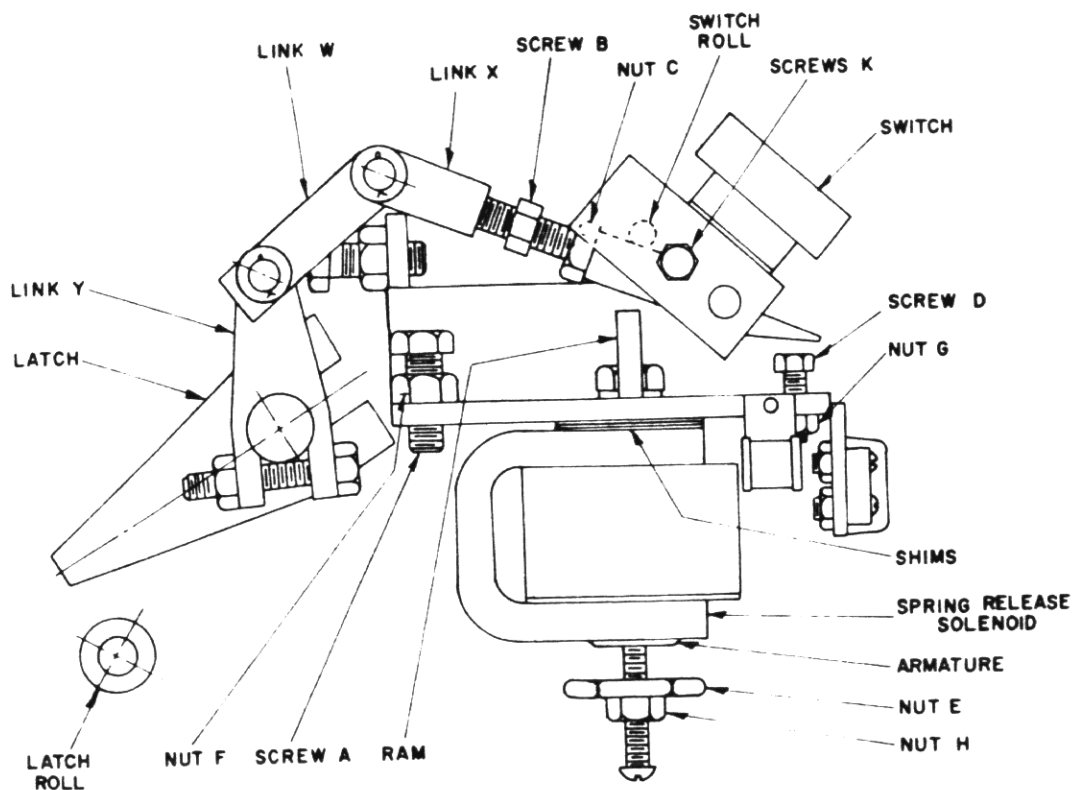 SWITCH
ROLL
SCREW B
LINK W
LINK X
NUT C
SCREWS K
SWITCH
LINK Y
SCREW D
LATCH
NUT G
SHIMS
SPRING RELEASE
SOLENOID
ARMATURE
NUT E
NUT H
NUT F
SCREW A
RAM
LATCH
ROLL